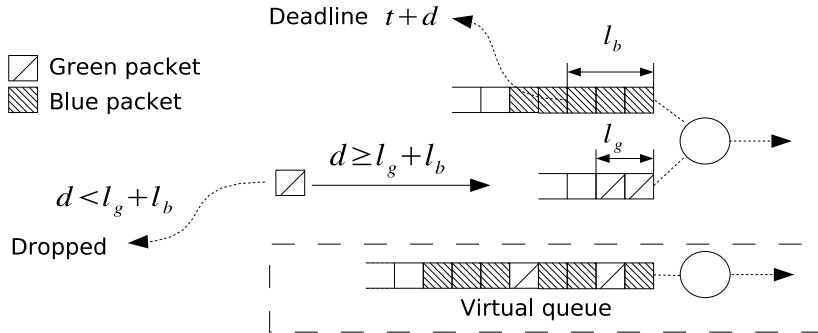 Deadline t+d
l_b
Green packet
Blue packet
l_g
d≥l_g+l_b
d<l_g+l_b
Dropped
Virtual queue